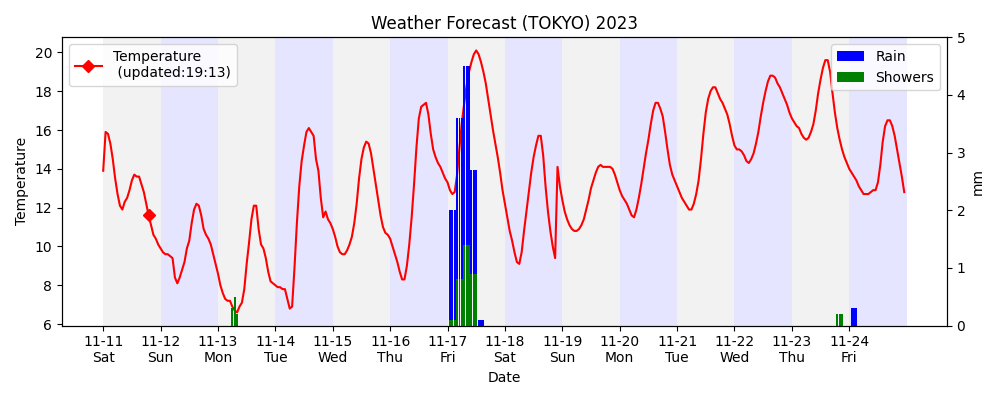 Weather Forecast (TOKYO) 2023
Temperature
(updated:19:13)
Rain
Showers
20
18
16
14
12
10
8
6
Temperature
5
4
3
2
1
0
mm
11-11 11-12 11-13 11-14 11-15 11-16 11-17 11-18 11-19 11-20 11-21 11-22 11-23 11-24
Sat Sun Mon Tue Wed Thu Fri Sat Sun Mon Tue Wed Thu Fri
Date